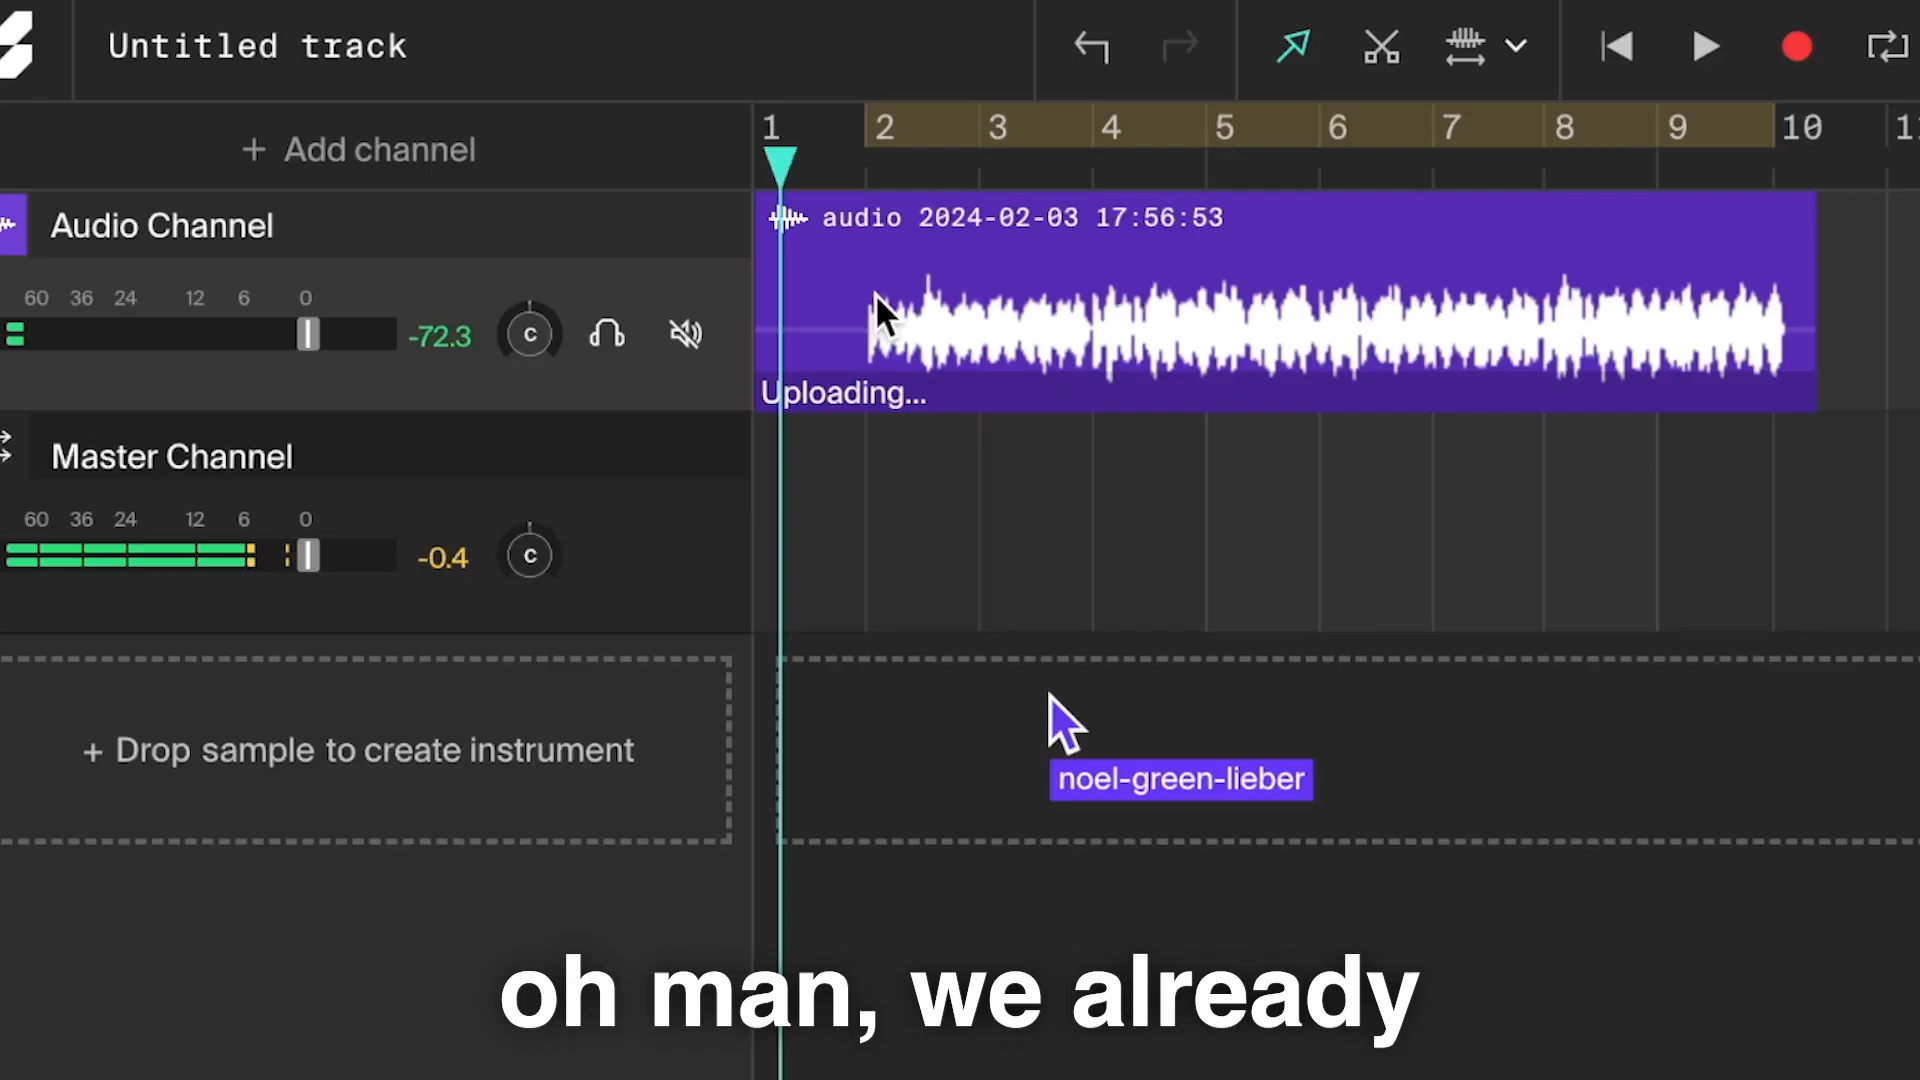 Untitled track
+ Add channel
1 2 3 4 5 6 7 8 9 10
Audio Channel
audio 2024-02-03 17:56:53
60 36 24 12 6 0
-72.3
C
Uploading...
Master Channel
60 36 24 12 6 0
-0.4
C
+ Drop sample to create instrument
noel-green-lieber
oh man, we already